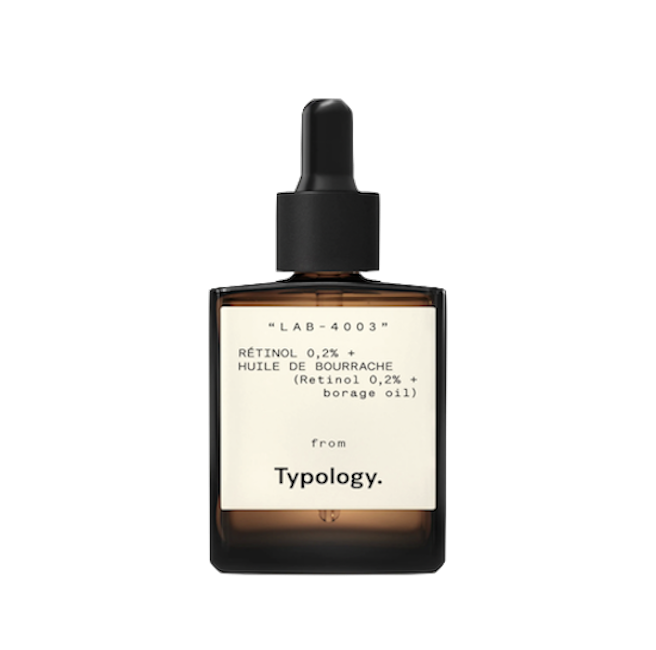 “LAB-4003”
RÉTINOL 0,2% +
HUILE DE BOURRACHE
(Retinol 0,2% +
borage oil)
from
Typology.